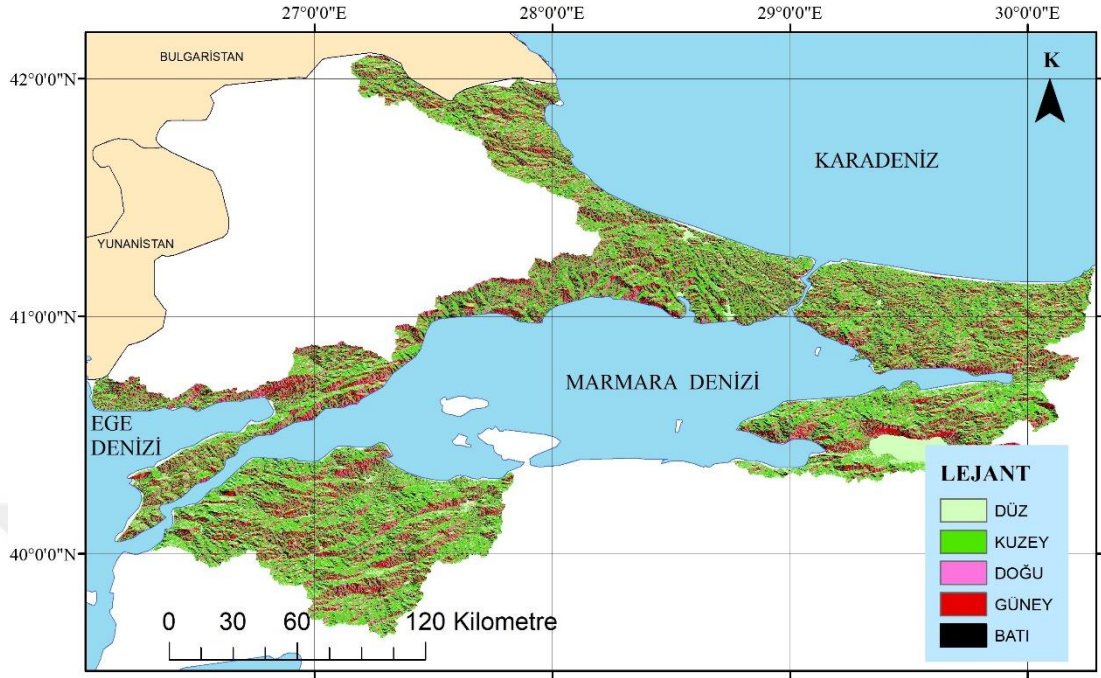 27°0'0"E 28°0'0"E 29°0'0"E 30°0'0"E
BULGARİSTAN
42°0'0"N
K
KARADENİZ
YUNANİSTAN
41°0'0"N
MARMARA DENİZİ
EGE
DENİZİ
LEJANT
DÜZ
KUZEY
DOĞU
GÜNEY
BATI
40°0'0"N
0 30 60 120 Kilometre